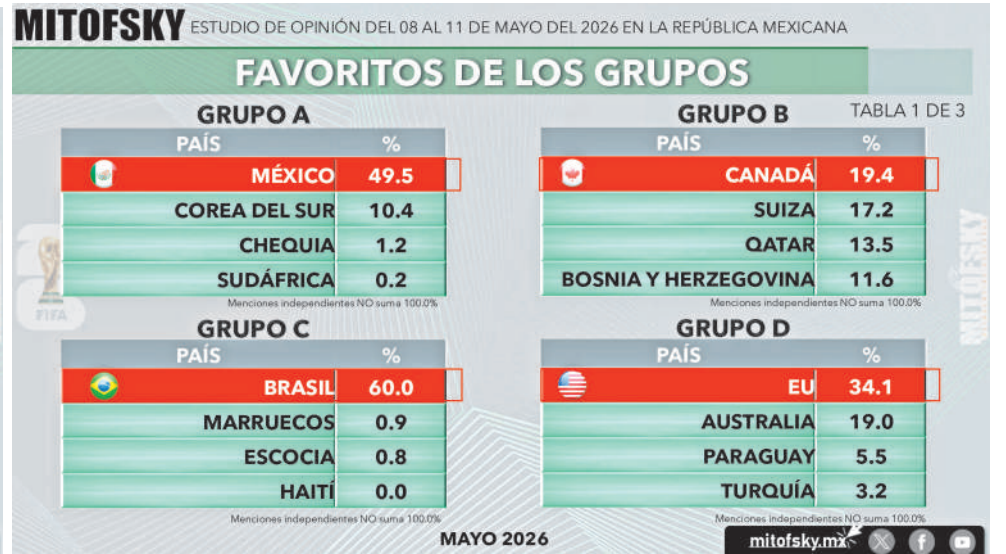 MITOFSKY ESTUDIO DE OPINIÓN DEL 08 AL 11 DE MAYO DEL 2026 EN LA REPÚBLICA MEXICANA
FAVORITOS DE LOS GRUPOS
TABLA 1 DE 3
GRUPO A
PAÍS %
MÉXICO 49.5
COREA DEL SUR 10.4
CHEQUIA 1.2
SUDÁFRICA 0.2
Menciones independientes NO suma 100.0%
GRUPO B
PAÍS %
CANADÁ 19.4
SUIZA 17.2
QATAR 13.5
BOSNIA Y HERZEGOVINA 11.6
Menciones independientes NO suma 100.0%
GRUPO C
PAÍS %
BRASIL 60.0
MARRUECOS 0.9
ESCOCIA 0.8
HAITÍ 0.0
Menciones independientes NO suma 100.0%
GRUPO D
PAÍS %
EU 34.1
AUSTRALIA 19.0
PARAGUAY 5.5
TURQUÍA 3.2
Menciones independientes NO suma 100.0%
FIFA
MITOFSKY
MAYO 2026
mitofsky.mx